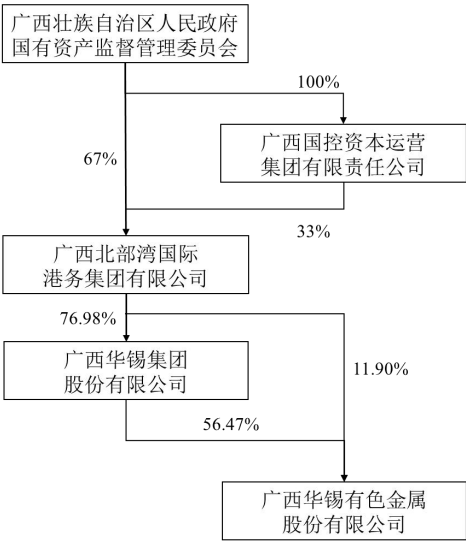 广西壮族自治区人民政府
国有资产监督管理委员会
100%
广西国控资本运营
集团有限责任公司
67%
33%
广西北部湾国际
港务集团有限公司
76.98%
广西华锡集团
股份有限公司
11.90%
56.47%
广西华锡有色金属
股份有限公司